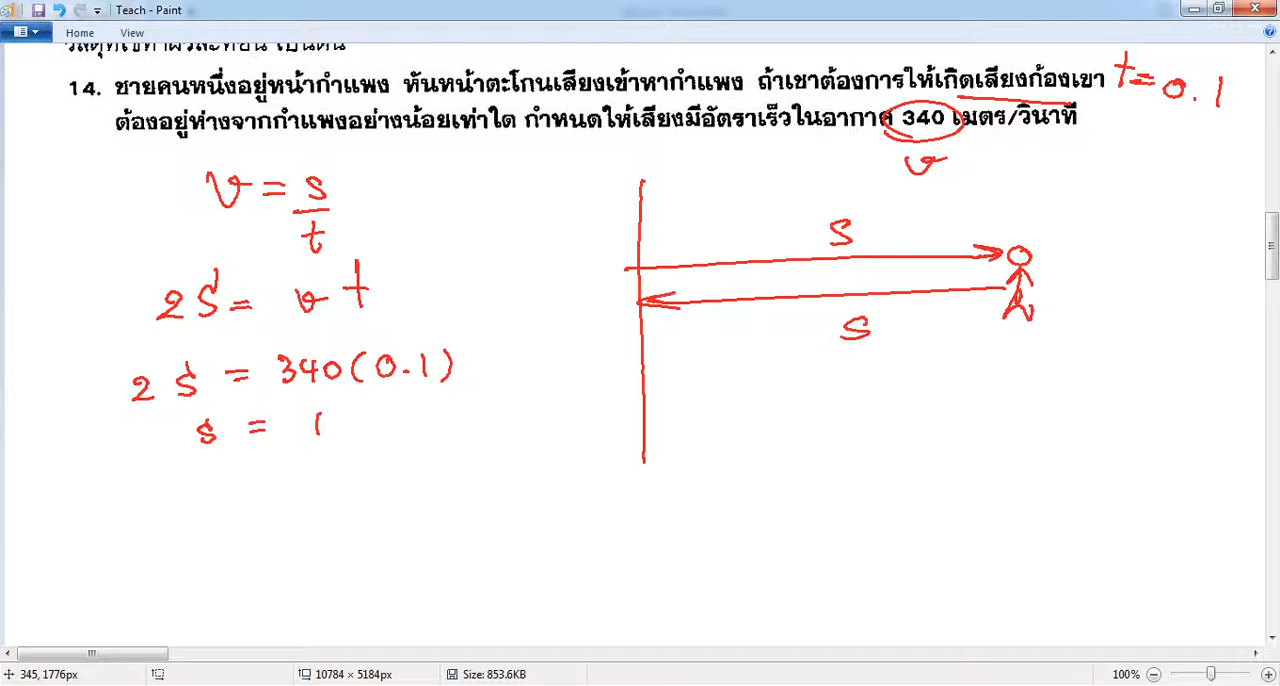 Teach - Paint
Home View
14. ชายคนหนึ่งอยู่หน้ากำแพง หันหน้าตะโกนเสียงเข้าหากำแพง ถ้าเขาต้องการให้เกิดเสียงก้องเขา
t = 0.1
ต้องอยู่ห่างจากกำแพงอย่างน้อยเท่าใด กำหนดให้เสียงมีอัตราเร็วในอากาศ 340 เมตร/วินาที
v
v = s/t
S
2S = vt
S
2S = 340(0.1)
s = 1
345, 1776px
10784 × 5184px
Size: 893.6KB
100%